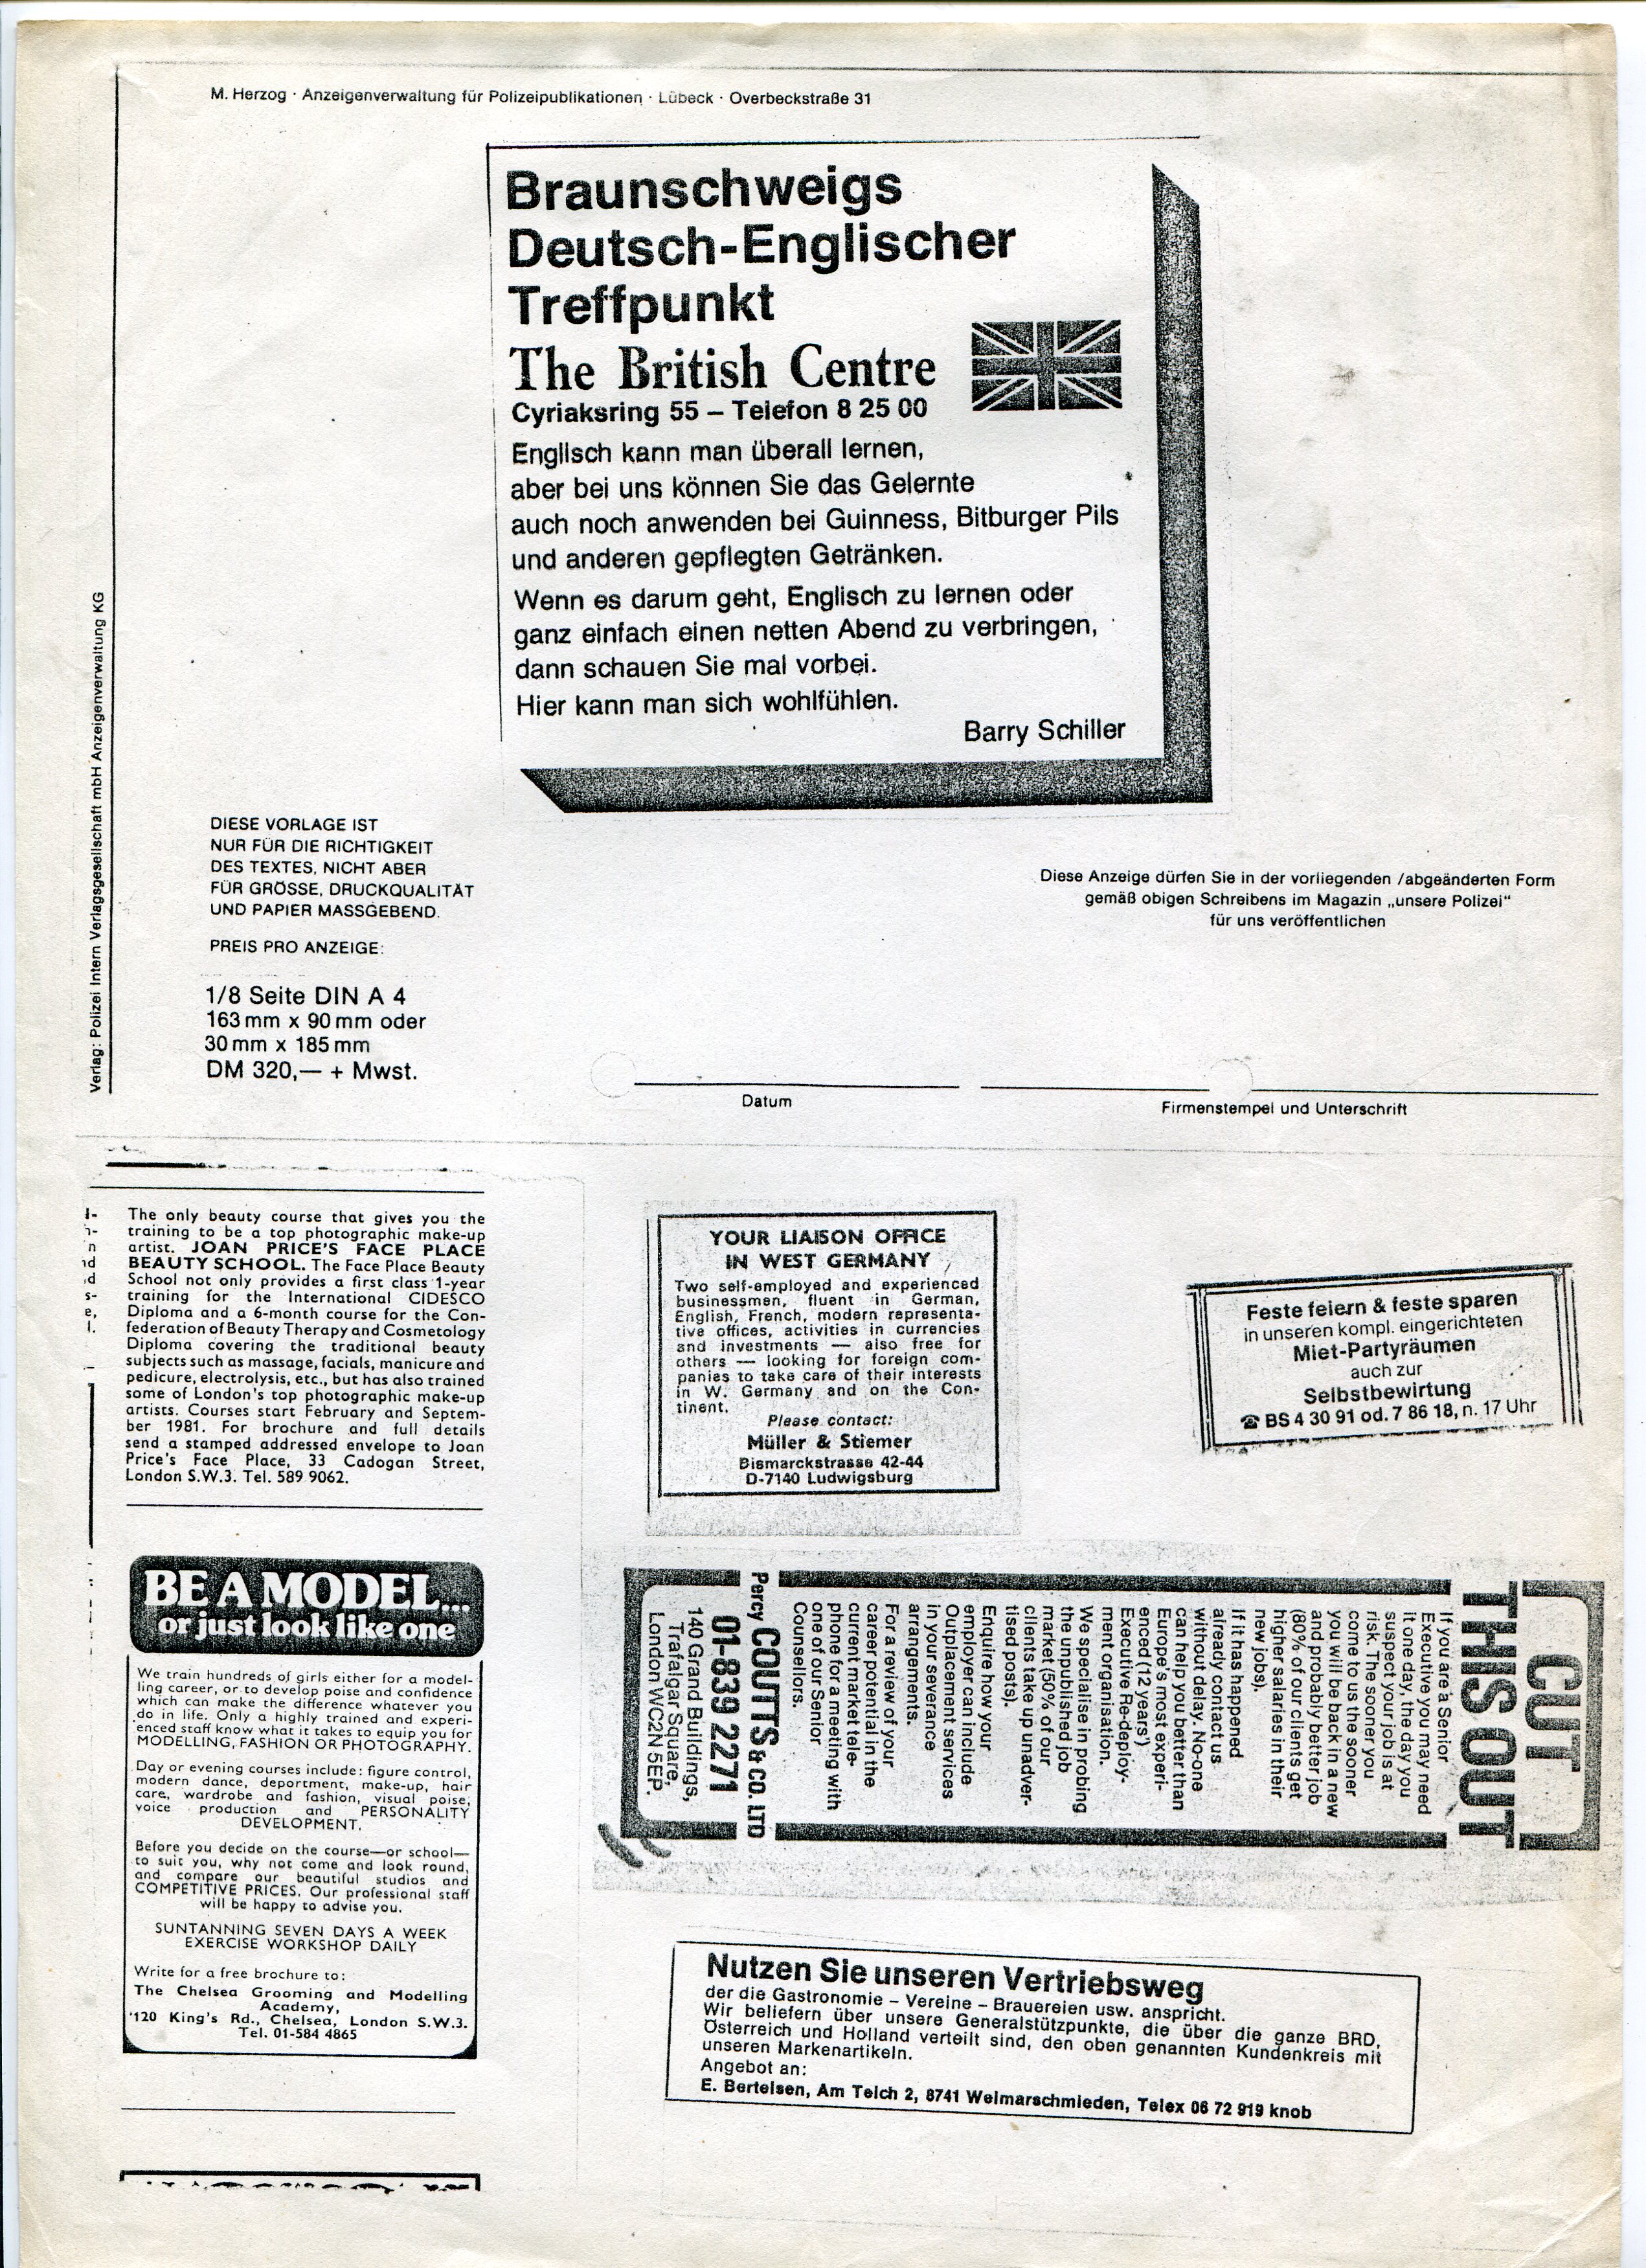 M. Herzog · Anzeigenverwaltung für Polizeipublikationen · Lübeck · Overbeckstraße 31
Verlag: Polizei Intern Verlagsgesellschaft mbH Anzeigenverwaltung KG
Braunschweigs
Deutsch-Englischer
Treffpunkt
The British Centre
Cyriaksring 55 – Telefon 8 25 00
Englisch kann man überall lernen,
aber bei uns können Sie das Gelernte
auch noch anwenden bei Guinness, Bitburger Pils
und anderen gepflegten Getränken.
Wenn es darum geht, Englisch zu lernen oder
ganz einfach einen netten Abend zu verbringen,
dann schauen Sie mal vorbei.
Hier kann man sich wohlfühlen.
Barry Schiller
DIESE VORLAGE IST
NUR FÜR DIE RICHTIGKEIT
DES TEXTES, NICHT ABER
FÜR GRÖSSE, DRUCKQUALITÄT
UND PAPIER MASSGEBEND.
PREIS PRO ANZEIGE:
1/8 Seite DIN A 4
163 mm x 90 mm oder
30 mm x 185 mm
DM 320,— + Mwst.
Diese Anzeige dürfen Sie in der vorliegenden /abgeänderten Form
gemäß obigen Schreibens im Magazin „unsere Polizei“
für uns veröffentlichen
Datum
Firmenstempel und Unterschrift
The only beauty course that gives you the
training to be a top photographic make-up
artist. JOAN PRICE'S FACE PLACE
BEAUTY SCHOOL. The Face Place Beauty
School not only provides a first class 1-year
training for the International CIDESCO
Diploma and a 6-month course for the Con-
federation of Beauty Therapy and Cosmetology
Diploma covering the traditional beauty
subjects such as massage, facials, manicure and
pedicure, electrolysis, etc., but has also trained
some of London's top photographic make-up
artists. Courses start February and Septem-
ber 1981. For brochure and full details
send a stamped addressed envelope to Joan
Price's Face Place, 33 Cadogan Street,
London S.W.3. Tel. 589 9062.
BE A MODEL...
or just look like one
We train hundreds of girls either for a model-
ling career, or to develop poise and confidence
which can make the difference whatever you
do in life. Only a highly trained and experi-
enced staff know what it takes to equip you for
MODELLING, FASHION OR PHOTOGRAPHY.
Day or evening courses include: figure control,
modern dance, deportment, make-up, hair
care, wardrobe and fashion, visual poise,
voice production and PERSONALITY
DEVELOPMENT.
Before you decide on the course—or school—
to suit you, why not come and look round,
and compare our beautiful studios and
COMPETITIVE PRICES. Our professional staff
will be happy to advise you.
SUNTANNING SEVEN DAYS A WEEK
EXERCISE WORKSHOP DAILY
Write for a free brochure to:
The Chelsea Grooming and Modelling
Academy,
120 King's Rd., Chelsea, London S.W.3.
Tel. 01-584 4865
YOUR LIAISON OFFICE
IN WEST GERMANY
Two self-employed and experienced
businessmen, fluent in German,
English, French, modern representa-
tive offices, activities in currencies
and investments — also free for
others — looking for foreign com-
panies to take care of their interests
in W. Germany and on the Con-
tinent.
Please contact:
Müller & Stiemer
Bismarckstrasse 42-44
D-7140 Ludwigsburg
Feste feiern & feste sparen
in unseren kompl. eingerichteten
Miet-Partyräumen
auch zur
Selbstbewirtung
☎ BS 4 30 91 od. 7 86 18, n. 17 Uhr
CUT
THIS OUT
If you are a Senior
Executive you may need
it one day, the day you
suspect your job is at
risk. The sooner you
come to us the sooner
you will be back in a new
and probably better job
(80% of our clients get
higher salaries in their
new jobs).
If it has happened
already contact us
without delay. No-one
can help you better than
Europe's most experi-
enced (12 years')
Executive Re-deploy-
ment organisation.
We specialise in probing
the unpublished job
market (50% of our
clients take up unadver-
tised posts).
Enquire how your
employer can include
Outplacement services
in your severance
arrangements.
For a review of your
career potential in the
current market tele-
phone for a meeting with
one of our Senior
Counsellors.
Percy COUTTS & CO. LTD
01-839 2271
140 Grand Buildings,
Trafalgar Square,
London WC2N 5EP.
Nutzen Sie unseren Vertriebsweg
der die Gastronomie – Vereine – Brauereien usw. anspricht.
Wir beliefern über unsere Generalstützpunkte, die über die ganze BRD,
Österreich und Holland verteilt sind, den oben genannten Kundenkreis mit
unseren Markenartikeln.
Angebot an:
E. Bertelsen, Am Teich 2, 8741 Weimarschmieden, Telex 06 72 919 knob